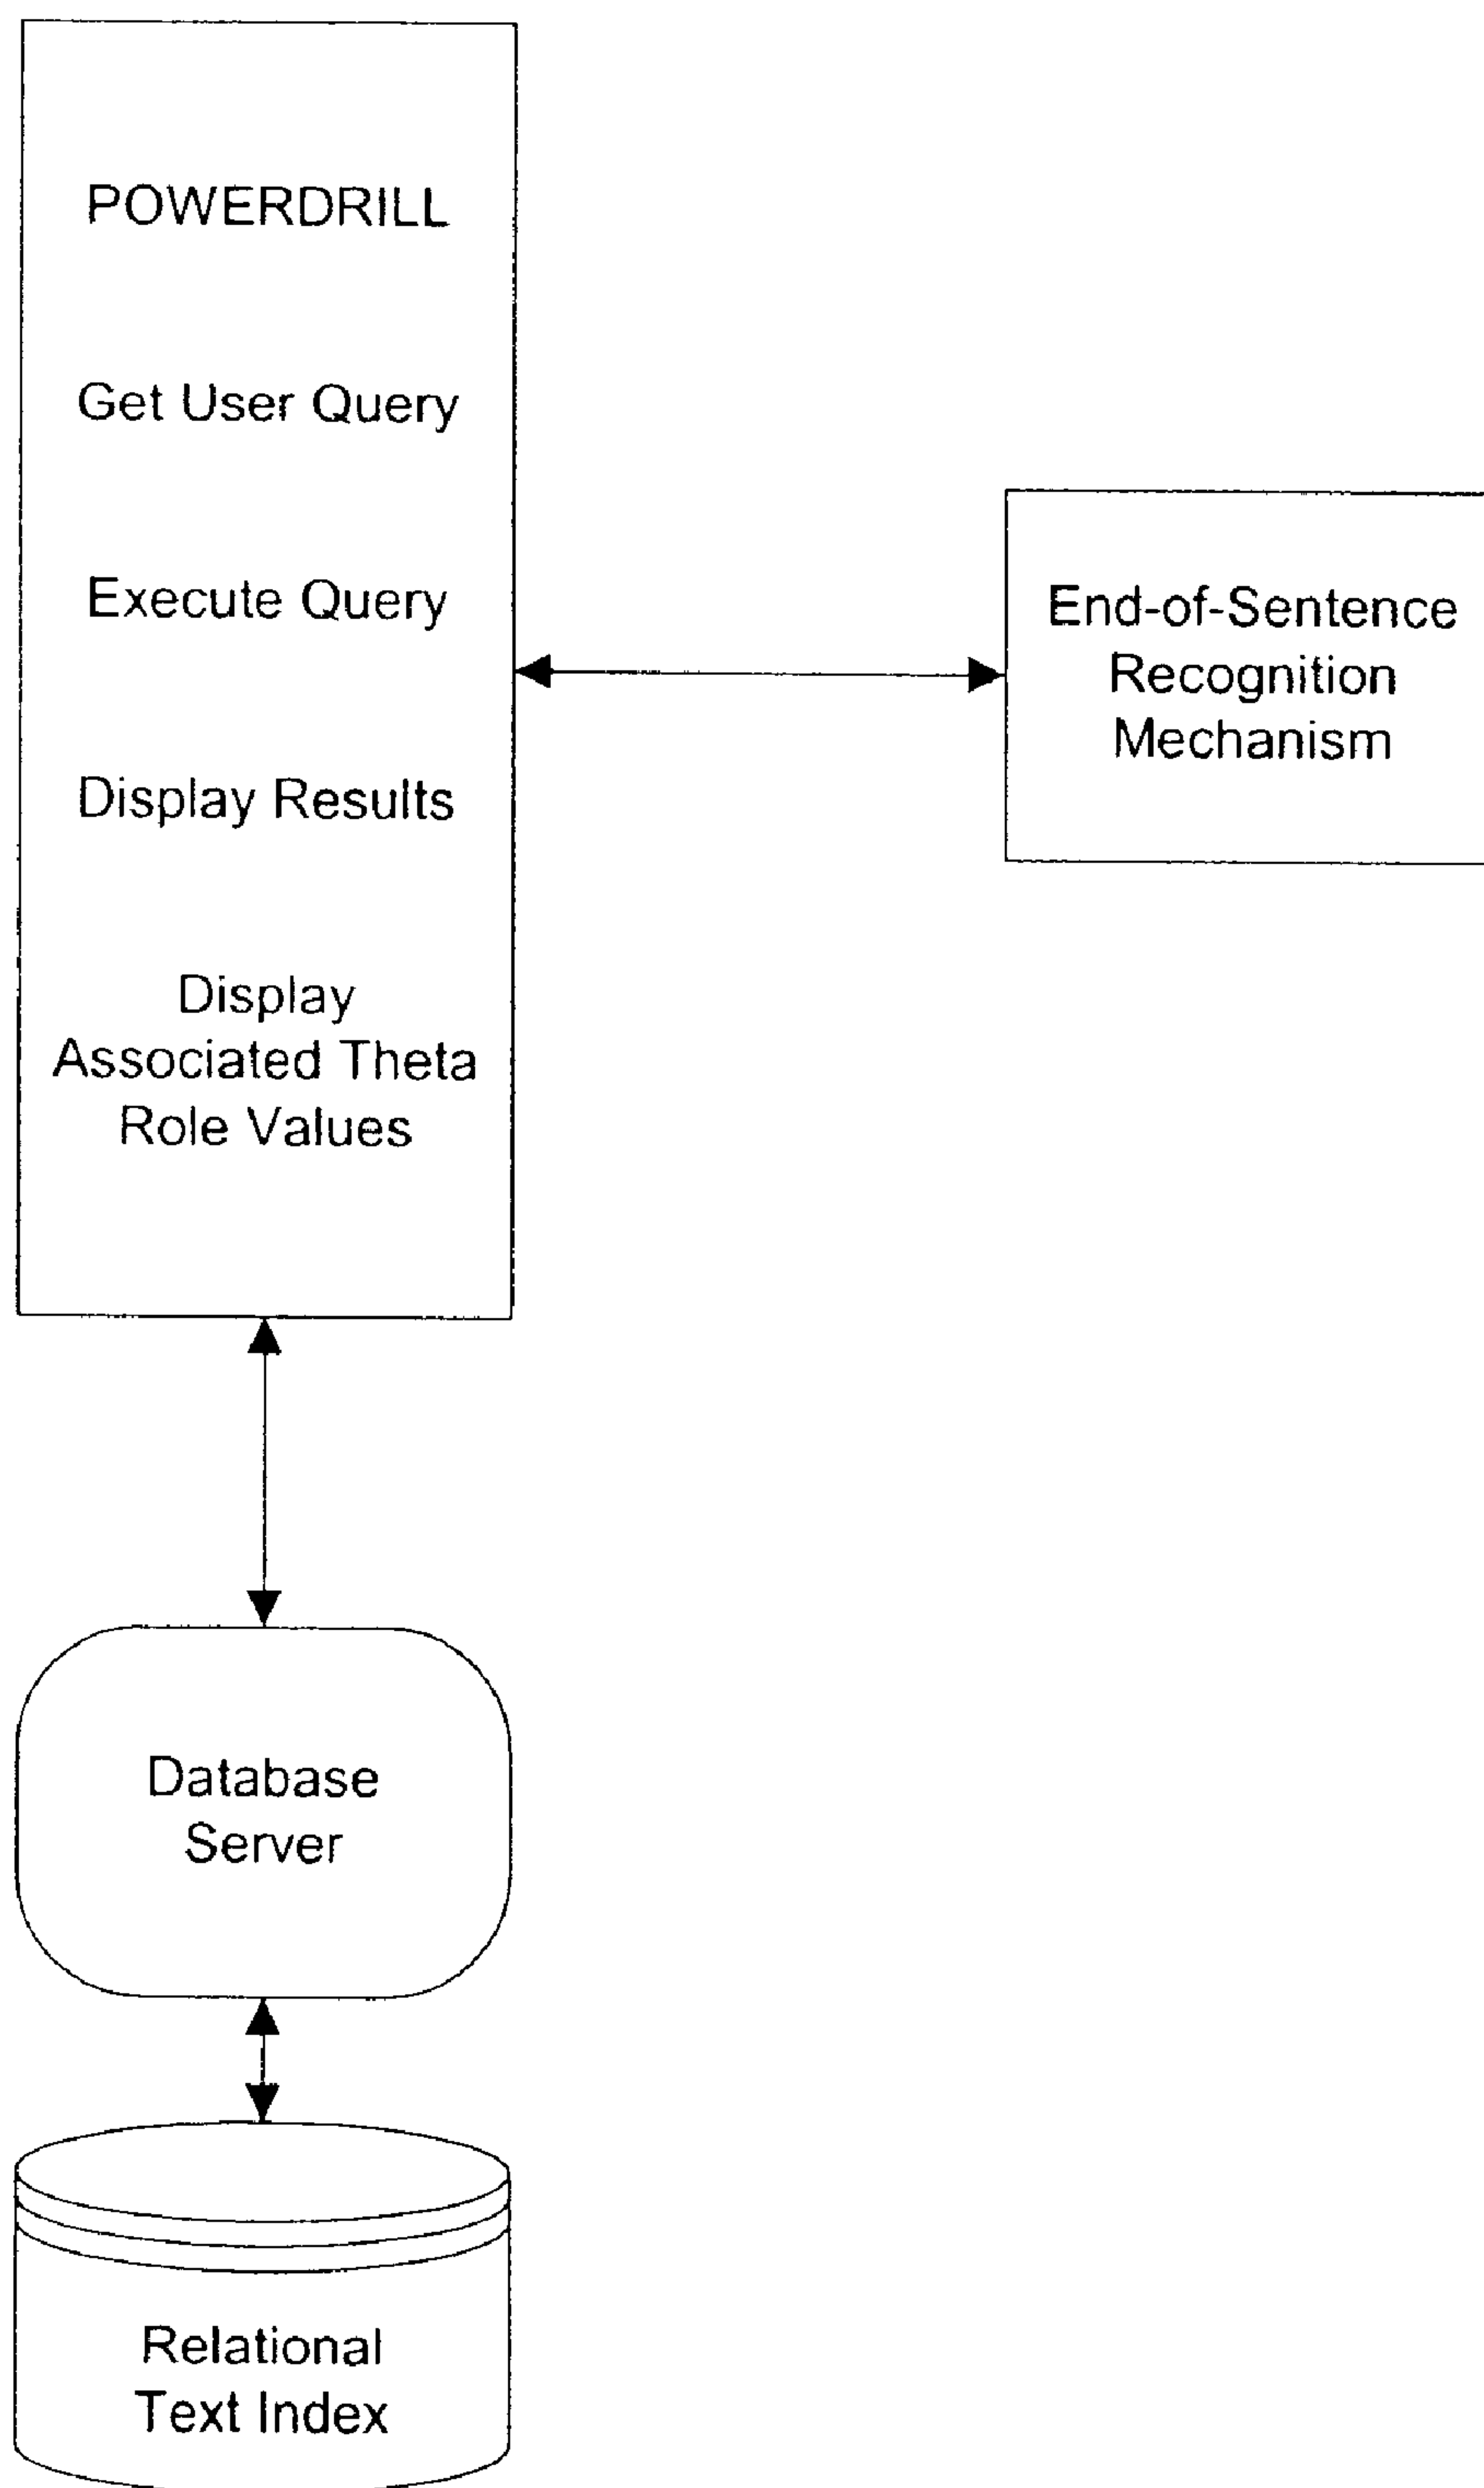 POWERDRILL
Get User Query
Execute Query
Display Results
Display
Associated Theta
Role Values
End-of-Sentence
Recognition
Mechanism
Database
Server
Relational
Text Index